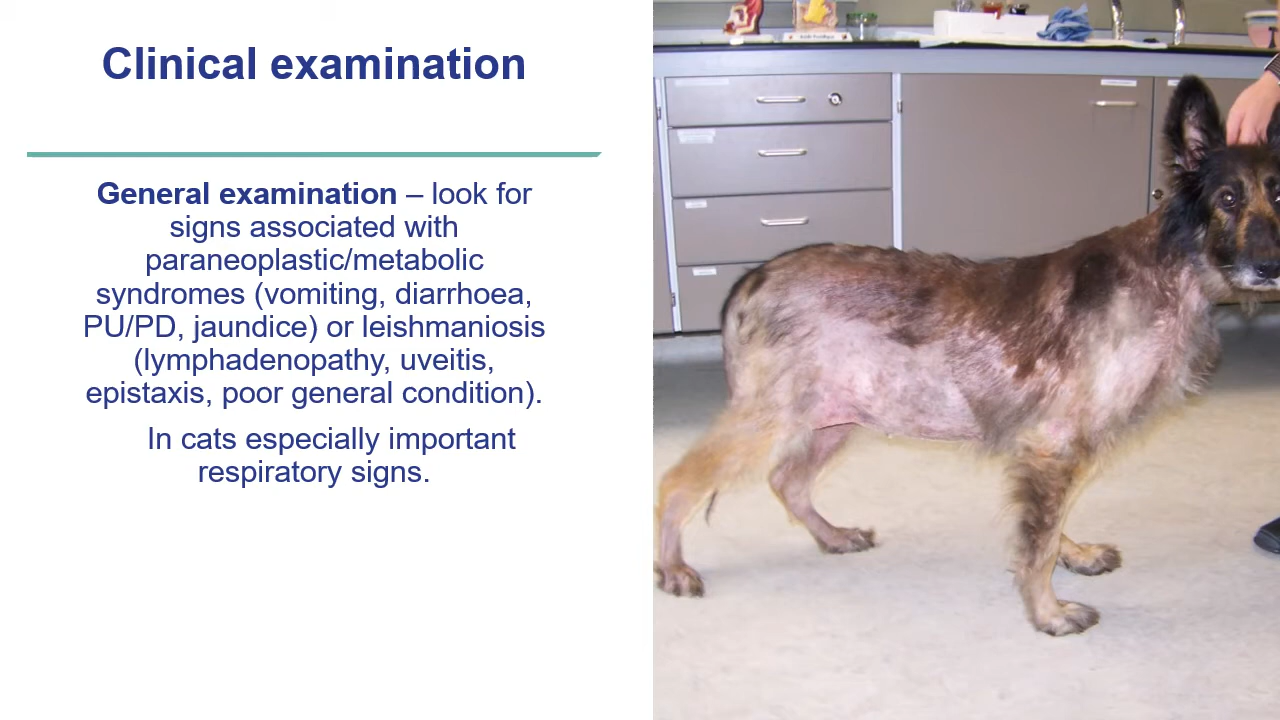 Clinical examination
General examination – look for
signs associated with
paraneoplastic/metabolic
syndromes (vomiting, diarrhoea,
PU/PD, jaundice) or leishmaniosis
(lymphadenopathy, uveitis,
epistaxis, poor general condition).
In cats especially important
respiratory signs.